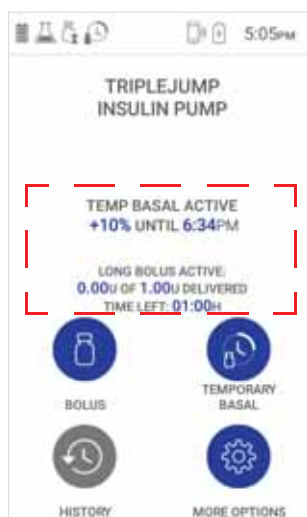 5:05PM
TRIPLEJUMP
INSULIN PUMP
TEMP BASAL ACTIVE
+10% UNTIL 6:34PM
LONG BOLUS ACTIVE:
0.00U OF 1.00U DELIVERED
TIME LEFT: 01:00H
BOLUS
TEMPORARY
BASAL
HISTORY
MORE OPTIONS